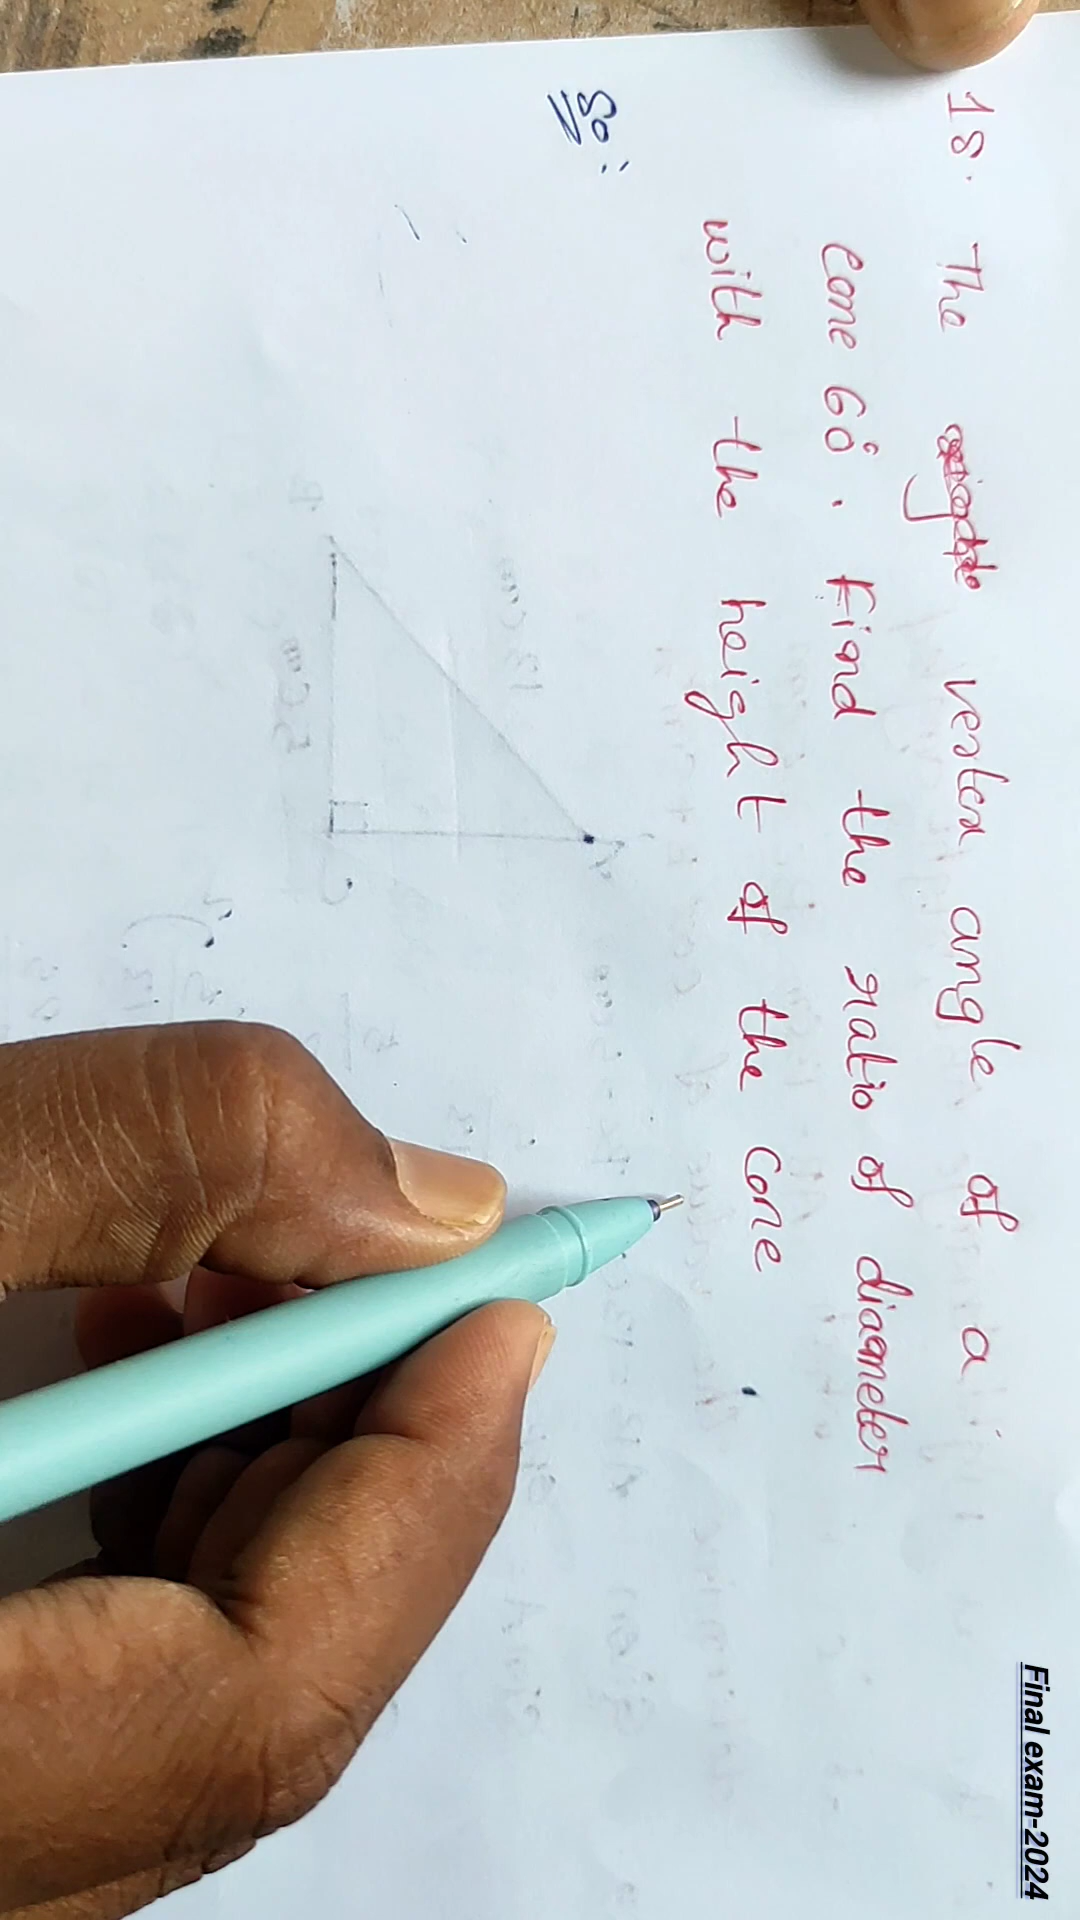 Final exam-2024
18. The vertex angle of a
Cone 60°. Find the ratio of diameter
with the height of the Cone
Sol: